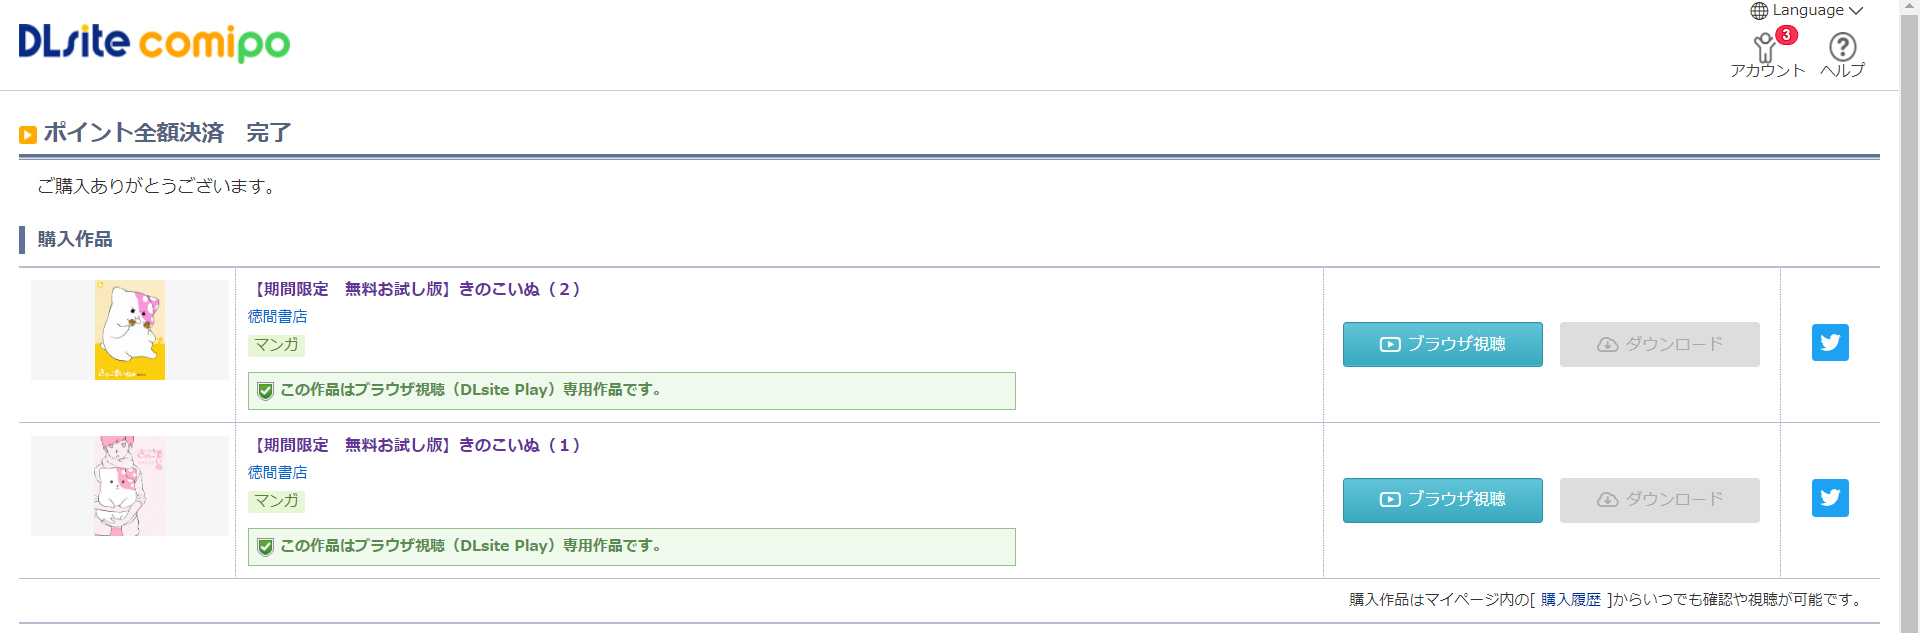 DLsite comipo
Language
3
アカウント
ヘルプ
ポイント全額決済　完了
ご購入ありがとうございます。
購入作品
【期間限定　無料お試し版】きのこいぬ（２）
徳間書店
マンガ
この作品はブラウザ視聴（DLsite Play）専用作品です。
ブラウザ視聴
ダウンロード
【期間限定　無料お試し版】きのこいぬ（１）
徳間書店
マンガ
この作品はブラウザ視聴（DLsite Play）専用作品です。
ブラウザ視聴
ダウンロード
購入作品はマイページ内の[ 購入履歴 ]からいつでも確認や視聴が可能です。